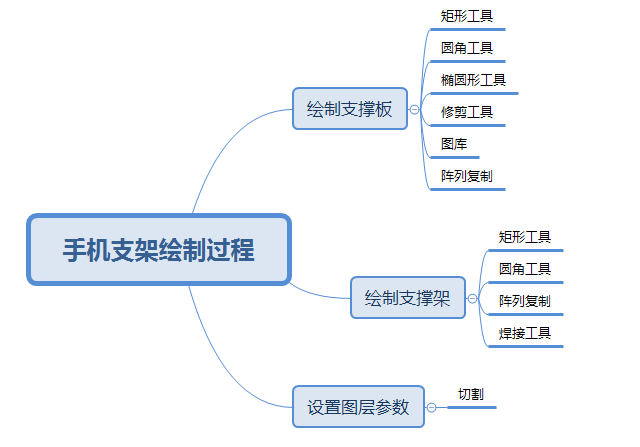 手机支架绘制过程
绘制支撑板
矩形工具
圆角工具
椭圆形工具
修剪工具
图库
阵列复制
绘制支撑架
矩形工具
圆角工具
阵列复制
焊接工具
设置图层参数
切割